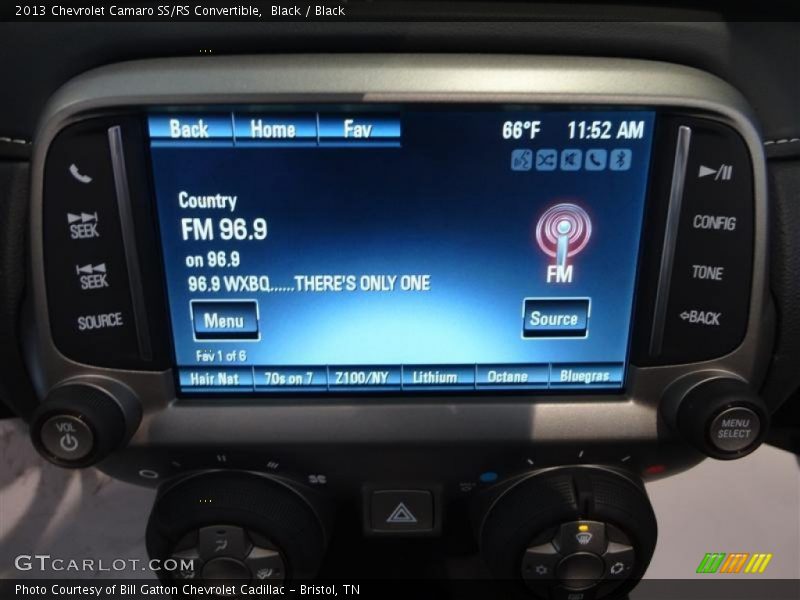 2013 Chevrolet Camaro SS/RS Convertible, Black / Black
Back Home Fav 66°F 11:52 AM
Country
FM 96.9
on 96.9
96.9 WXBQ......THERE'S ONLY ONE
FM
Menu Source
Fav 1 of 6
Hair Nat 70s on 7 Z100/NY Lithium Octane Bluegras
SEEK
SEEK
SOURCE
CONFIG
TONE
BACK
VOL
MENU
SELECT
GTCARLOT.COM
Photo Courtesy of Bill Gatton Chevrolet Cadillac - Bristol, TN